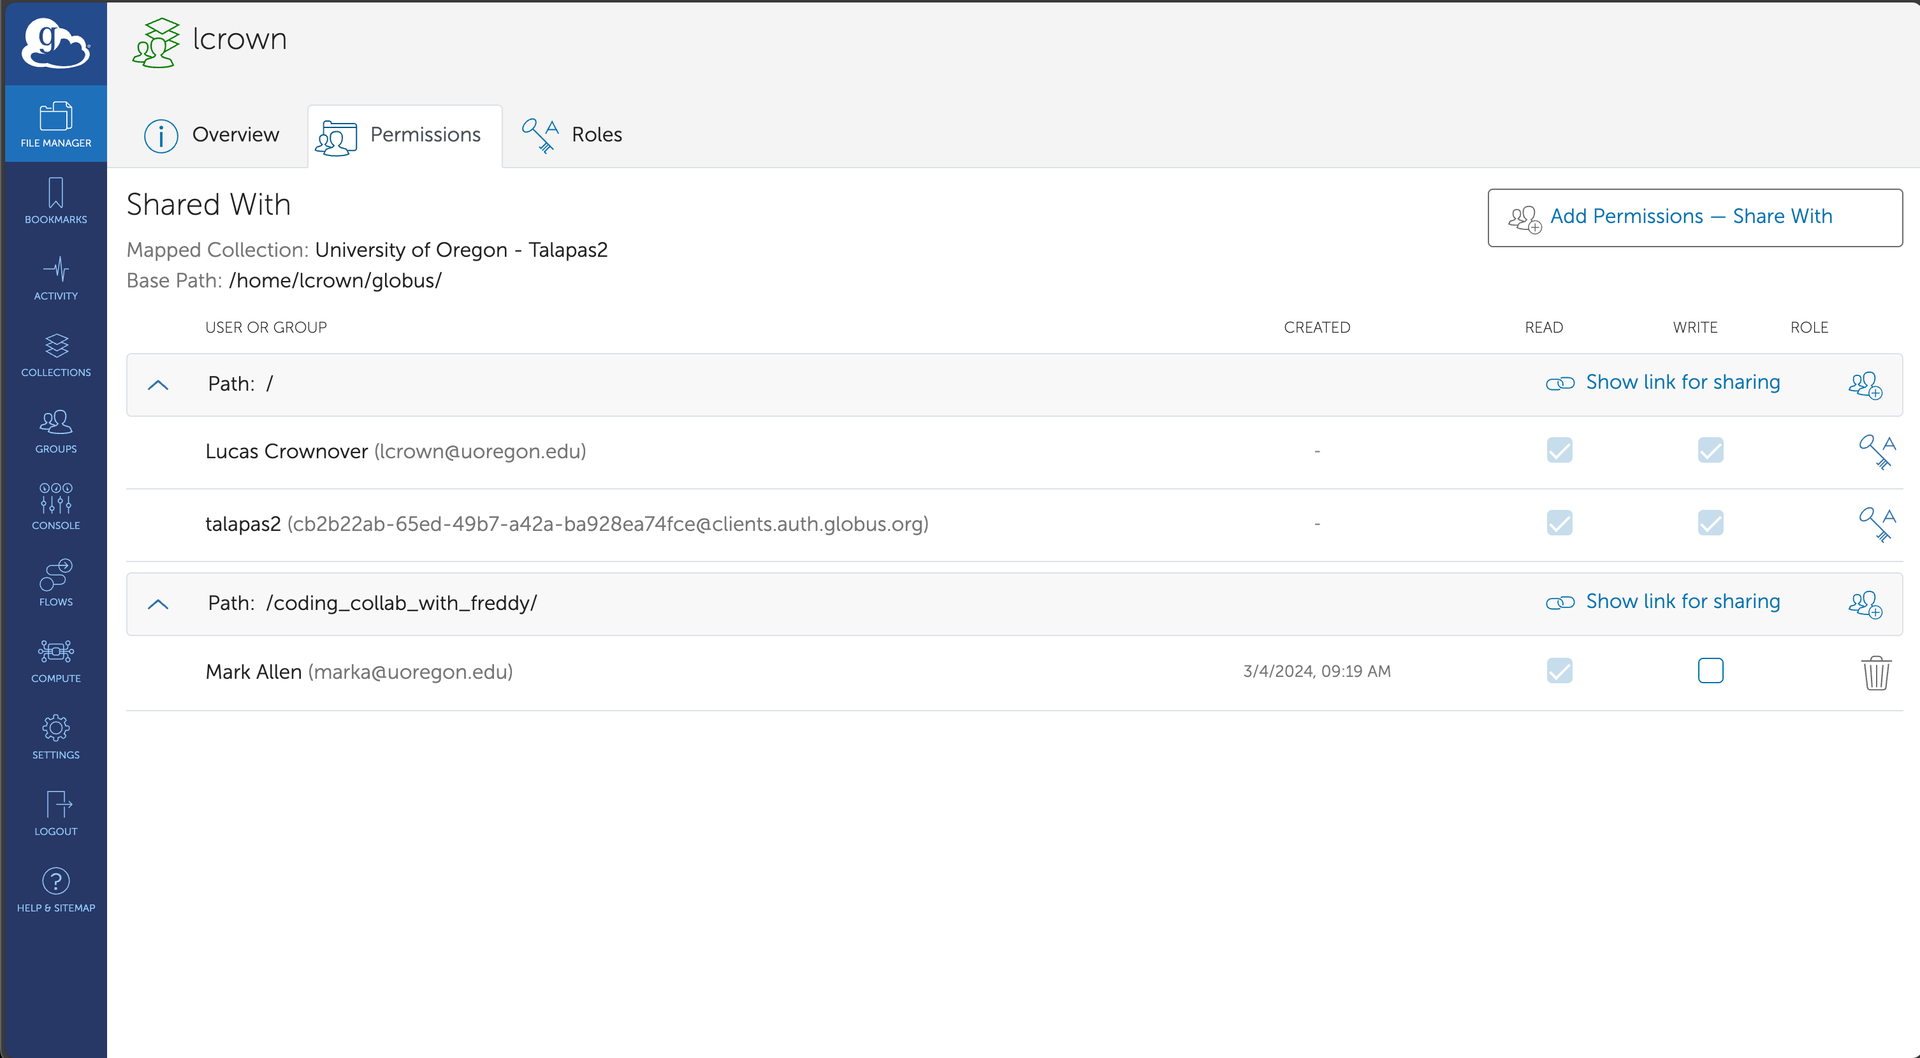 g
lcrown
FILE MANAGER
BOOKMARKS
ACTIVITY
COLLECTIONS
GROUPS
CONSOLE
FLOWS
COMPUTE
SETTINGS
LOGOUT
HELP & SITEMAP
Overview Permissions Roles
Shared With
Add Permissions — Share With
Mapped Collection: University of Oregon - Talapas2
Base Path: /home/lcrown/globus/
USER OR GROUP CREATED READ WRITE ROLE
Path: / Show link for sharing
Lucas Crownover (lcrown@uoregon.edu) -
talapas2 (cb2b22ab-65ed-49b7-a42a-ba928ea74fce@clients.auth.globus.org) -
Path: /coding_collab_with_freddy/ Show link for sharing
Mark Allen (marka@uoregon.edu) 3/4/2024, 09:19 AM